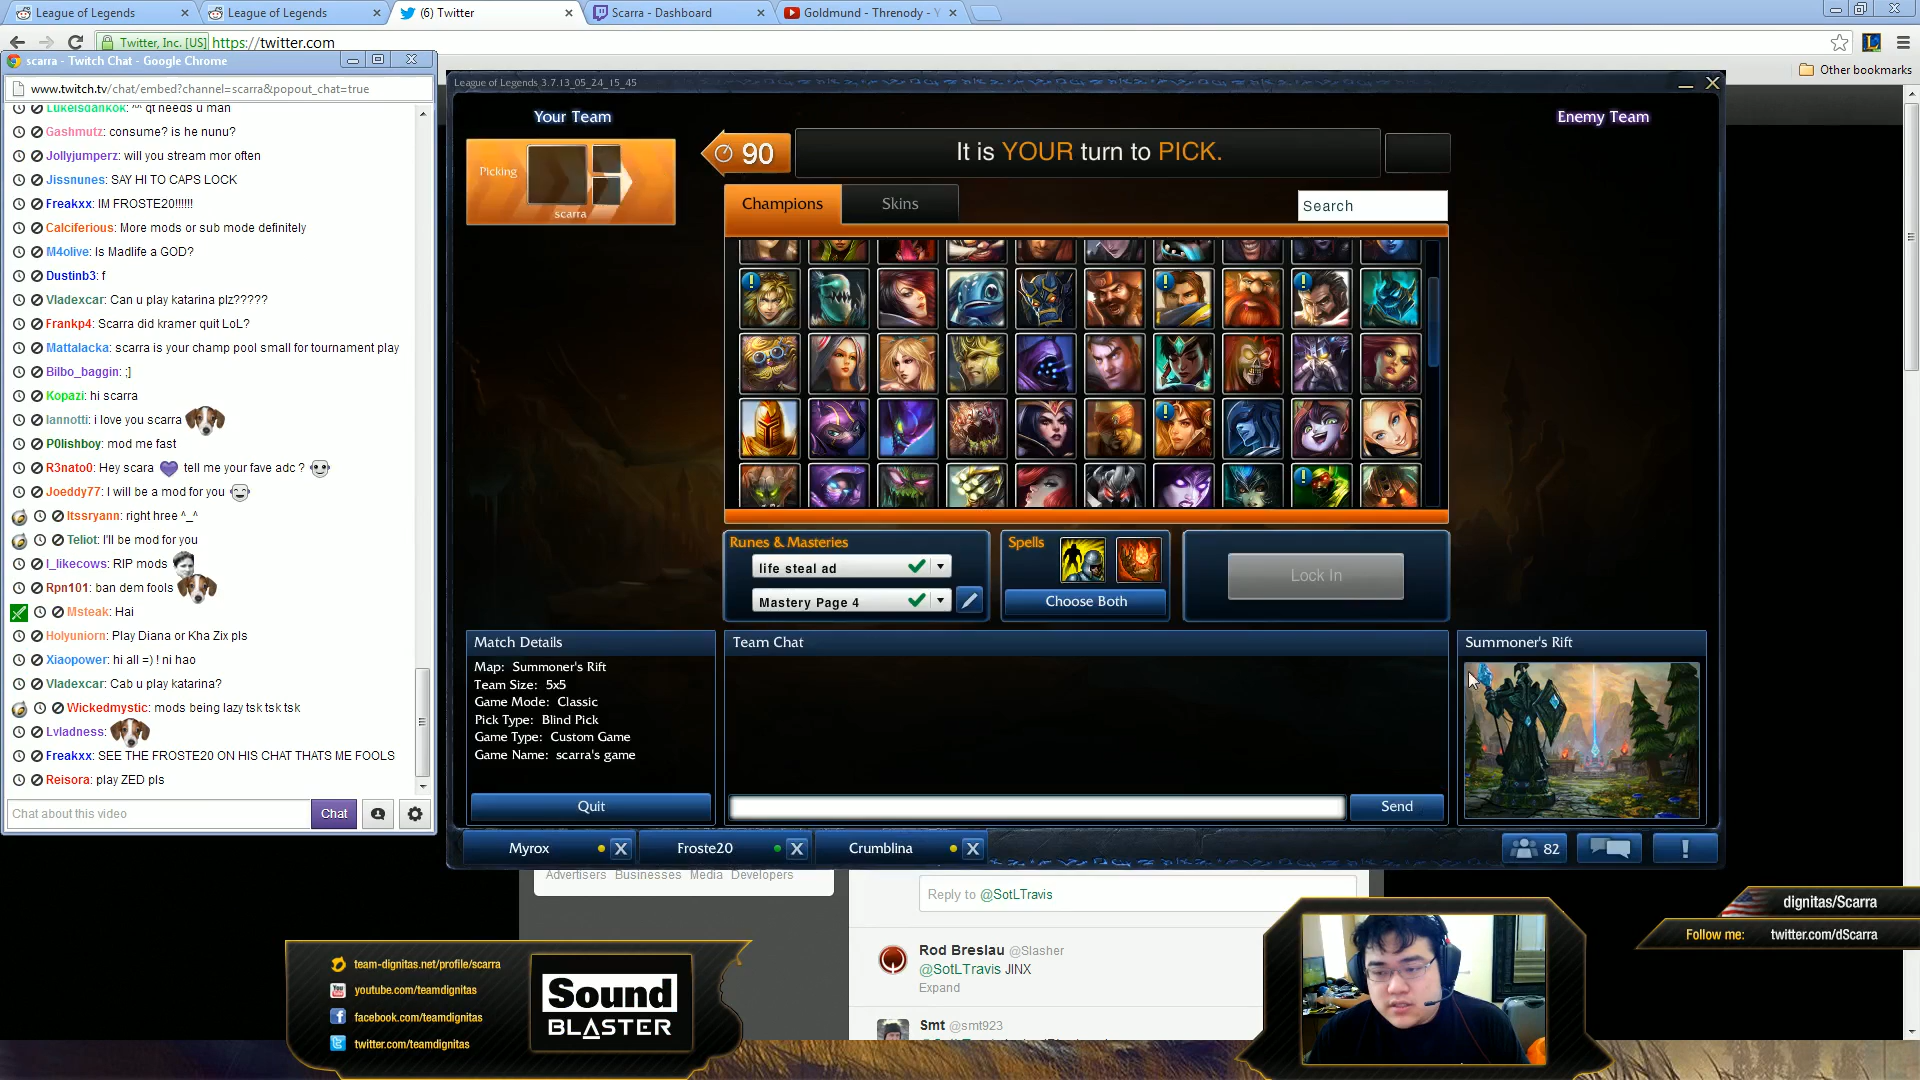 League of Legends
League of Legends
(6) Twitter
Scarra - Dashboard
Goldmund - Threnody - Y
Twitter, Inc. [US] https://twitter.com
Other bookmarks
scarra - Twitch Chat - Google Chrome
www.twitch.tv/chat/embed?channel=scarra&popout_chat=true
Lukeisdankok: ^^ qt needs u man
Gashmutz: consume? is he nunu?
Jollyjumperz: will you stream mor often
Jissnunes: SAY HI TO CAPS LOCK
Freakxx: IM FROSTE20!!!!!!
Calciferious: More mods or sub mode definitely
M4olive: Is Madlife a GOD?
Dustinb3: f
Vladexcar: Can u play katarina plz?????
Frankp4: Scarra did kramer quit LoL?
Mattalacka: scarra is your champ pool small for tournament play
Bilbo_baggin: ;]
Kopazi: hi scarra
Iannotti: i love you scarra
P0lishboy: mod me fast
R3nato0: Hey scara tell me your fave adc ?
Joeddy77: I will be a mod for you
Itssryann: right hree ^_^
Teliot: I'll be mod for you
I_likecows: RIP mods
Rpn101: ban dem fools
Msteak: Hai
Holyuniorn: Play Diana or Kha Zix pls
Xiaopower: hi all =) ! ni hao
Vladexcar: Cab u play katarina?
Wickedmystic: mods being lazy tsk tsk tsk
Lvladness:
Freakxx: SEE THE FROSTE20 ON HIS CHAT THATS ME FOOLS
Reisora: play ZED pls
Chat about this video
Chat
League of Legends 3.7.13_05_24_15_45
Your Team
Enemy Team
Picking
scarra
90
It is YOUR turn to PICK.
Champions
Skins
Search
Runes & Masteries
life steal ad
Mastery Page 4
Spells
Choose Both
Lock In
Match Details
Map: Summoner's Rift
Team Size: 5x5
Game Mode: Classic
Pick Type: Blind Pick
Game Type: Custom Game
Game Name: scarra's game
Quit
Team Chat
Send
Summoner's Rift
Myrox
Froste20
Crumblina
82
Advertisers Businesses Media Developers
Reply to @SotLTravis
Rod Breslau @Slasher
@SotLTravis JINX
Expand
Smt @smt923
team-dignitas.net/profile/scarra
youtube.com/teamdignitas
facebook.com/teamdignitas
twitter.com/teamdignitas
Sound
BLASTER
dignitas/Scarra
Follow me: twitter.com/dScarra